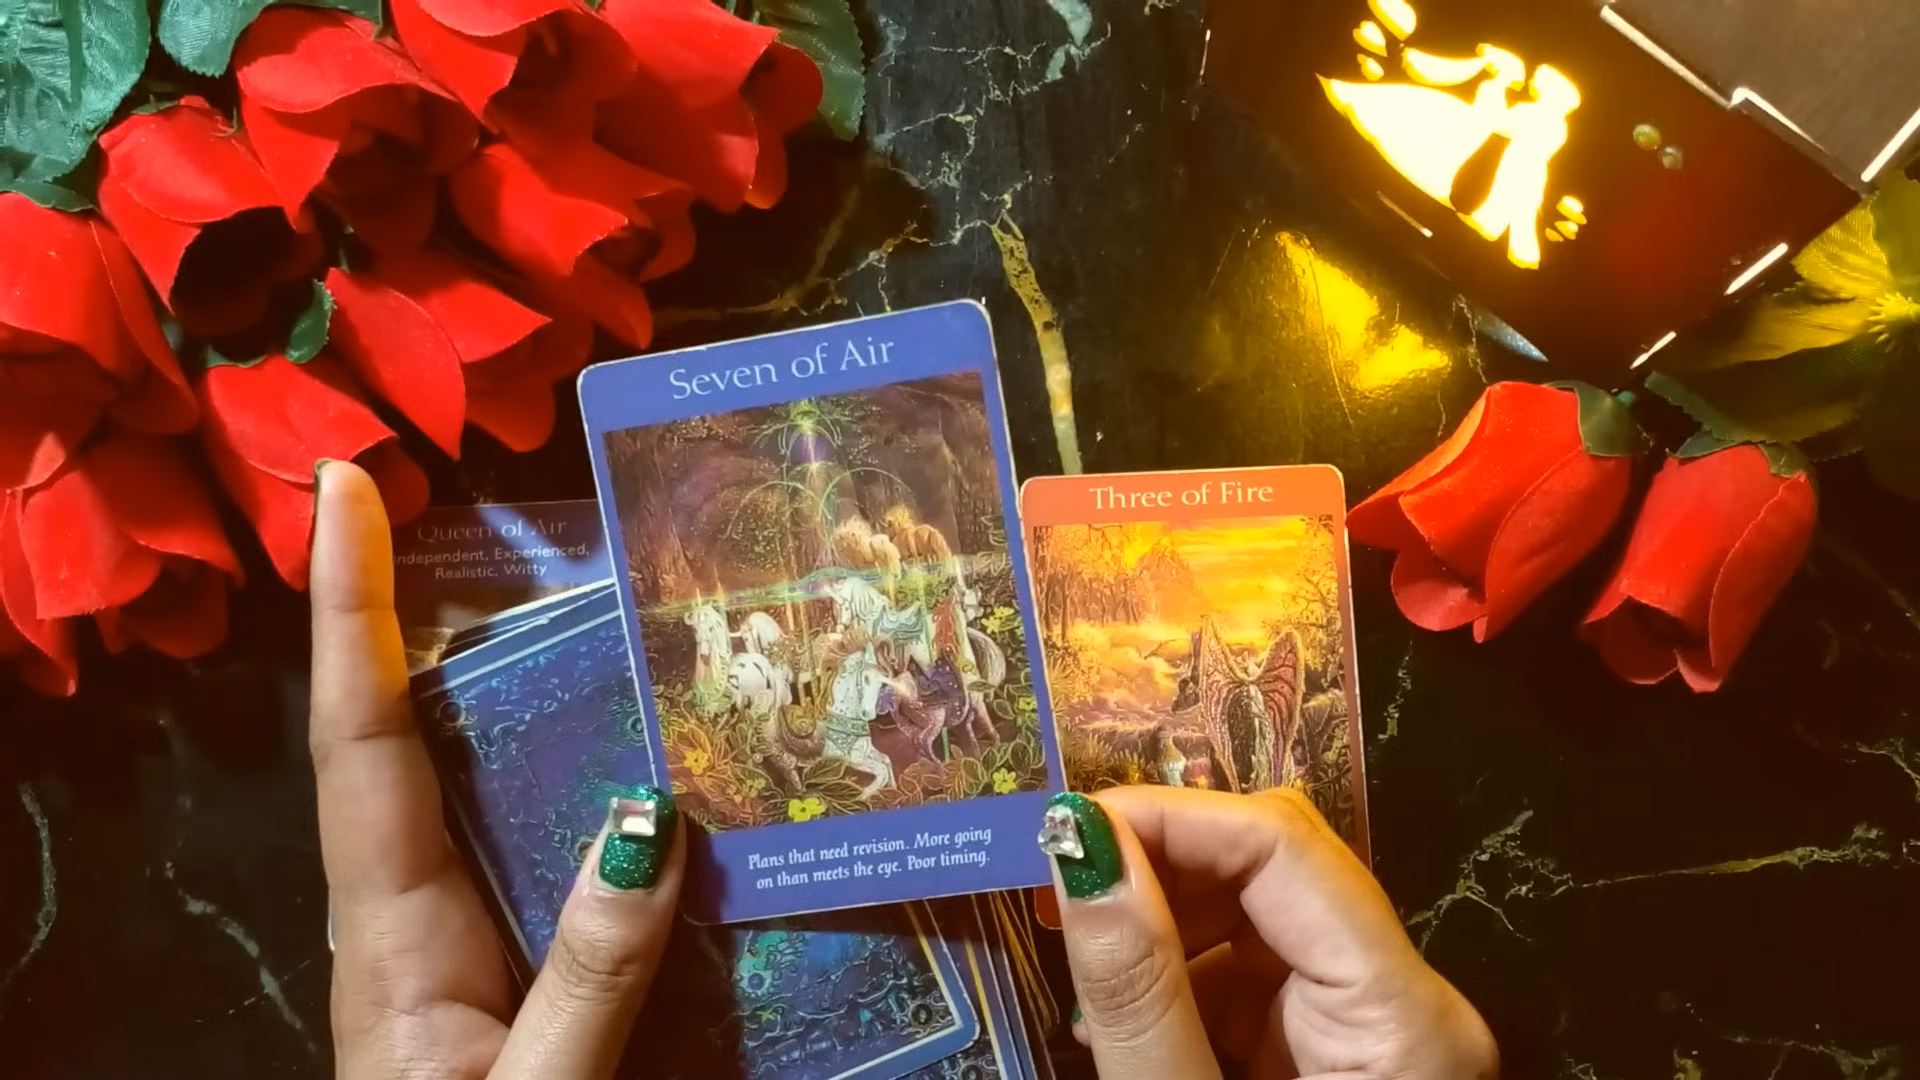 Seven of Air
Plans that need revision. More going
on than meets the eye. Poor timing.
Three of Fire
Queen of Air
Independent, Experienced,
Realistic, Witty